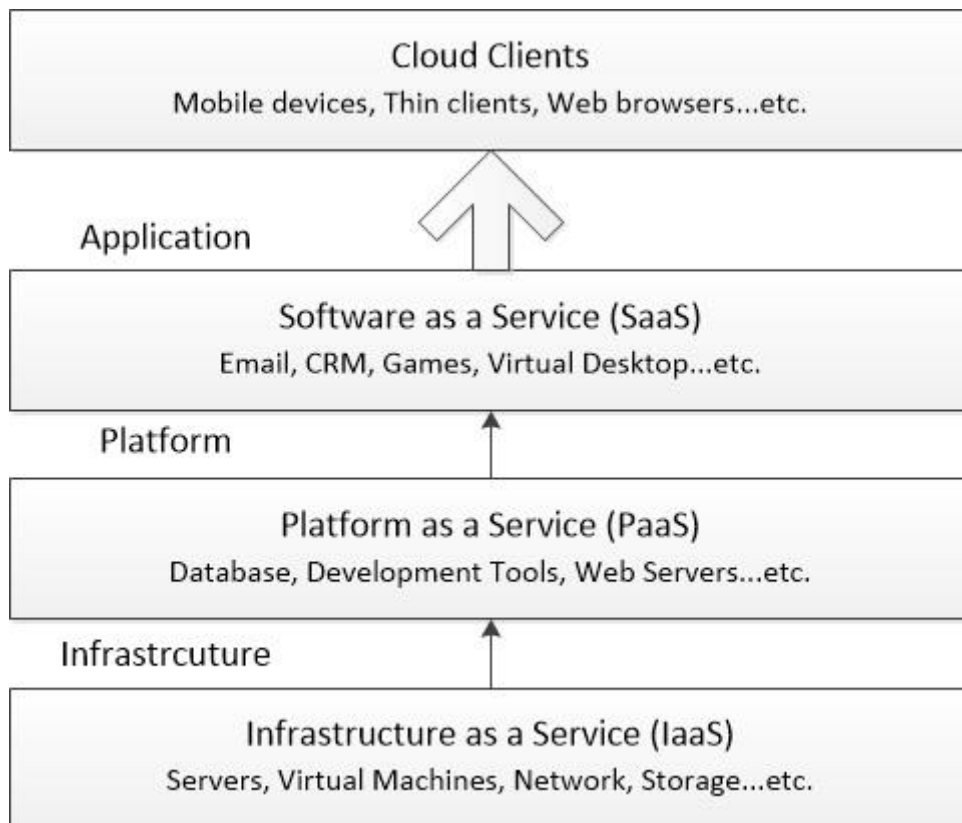 Cloud Clients
Mobile devices, Thin clients, Web browsers...etc.
Application
Software as a Service (SaaS)
Email, CRM, Games, Virtual Desktop...etc.
Platform
Platform as a Service (PaaS)
Database, Development Tools, Web Servers...etc.
Infrastrcuture
Infrastructure as a Service (IaaS)
Servers, Virtual Machines, Network, Storage...etc.